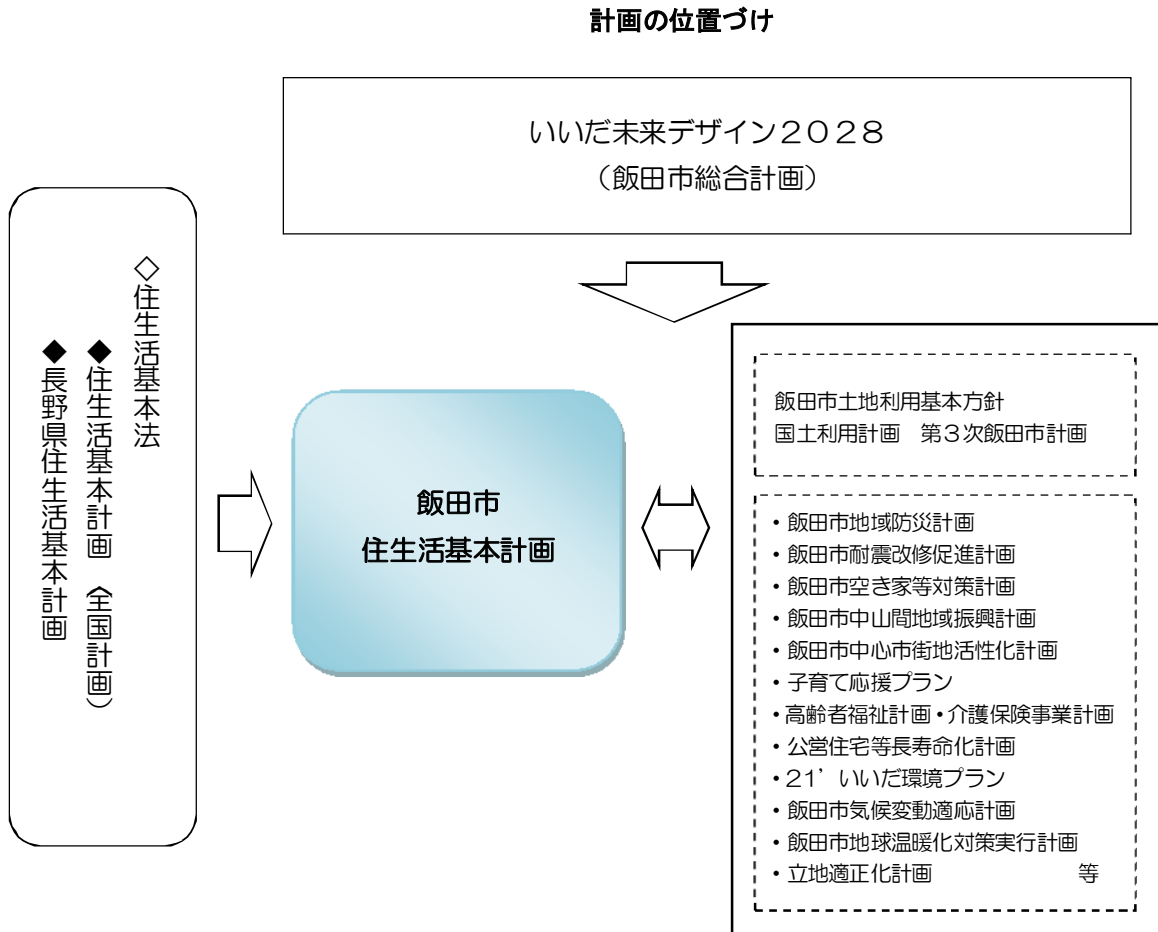 計画の位置づけ
いいだ未来デザイン2028
（飯田市総合計画）
◇住生活基本法
◆住生活基本計画（全国計画）
◆長野県住生活基本計画
飯田市
住生活基本計画
飯田市土地利用基本方針
国土利用計画　第3次飯田市計画
・飯田市地域防災計画
・飯田市耐震改修促進計画
・飯田市空き家等対策計画
・飯田市中山間地域振興計画
・飯田市中心市街地活性化計画
・子育て応援プラン
・高齢者福祉計画・介護保険事業計画
・公営住宅等長寿命化計画
・21’いいだ環境プラン
・飯田市気候変動適応計画
・飯田市地球温暖化対策実行計画
・立地適正化計画　　　　　　　等